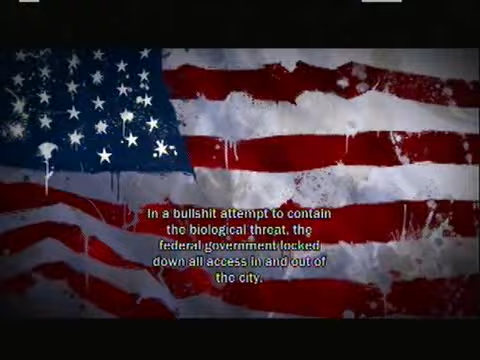 In a bullshit attempt to contain
the biological threat, the
federal government locked
down all access in and out of
the city.